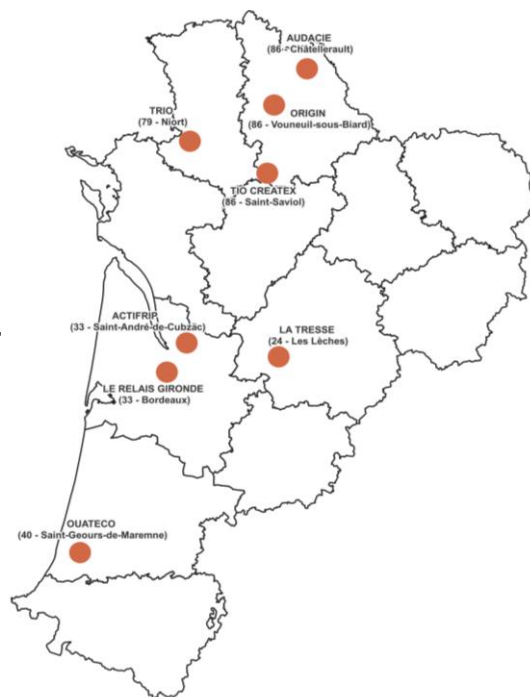 AUDACIE
(86 - Châtellerault)
ORIGIN
(86 - Vouneuil-sous-Biard)
TRIO
(79 - Niort)
TIO CREATEX
(86 - Saint-Saviol)
ACTIFRIP
(33 - Saint-André-de-Cubzac)
LA TRESSE
(24 - Les Lèches)
LE RELAIS GIRONDE
(33 - Bordeaux)
OUATECO
(40 - Saint-Geours-de-Maremne)